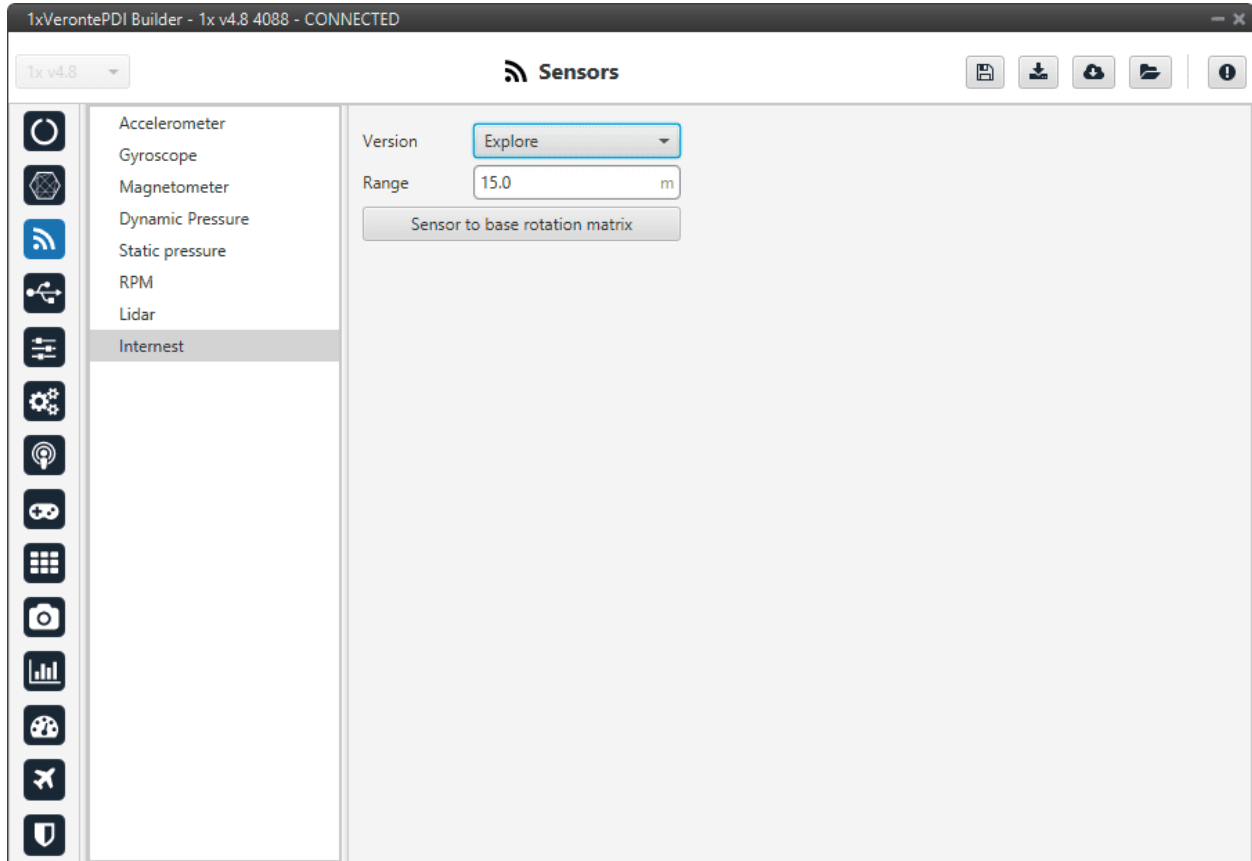 1xVerontePDI Builder - 1x v4.8 4088 - CONNECTED
1x v4.8
Sensors
Accelerometer
Gyroscope
Magnetometer
Dynamic Pressure
Static pressure
RPM
Lidar
Internest
Version
Explore
Range
15.0 m
Sensor to base rotation matrix